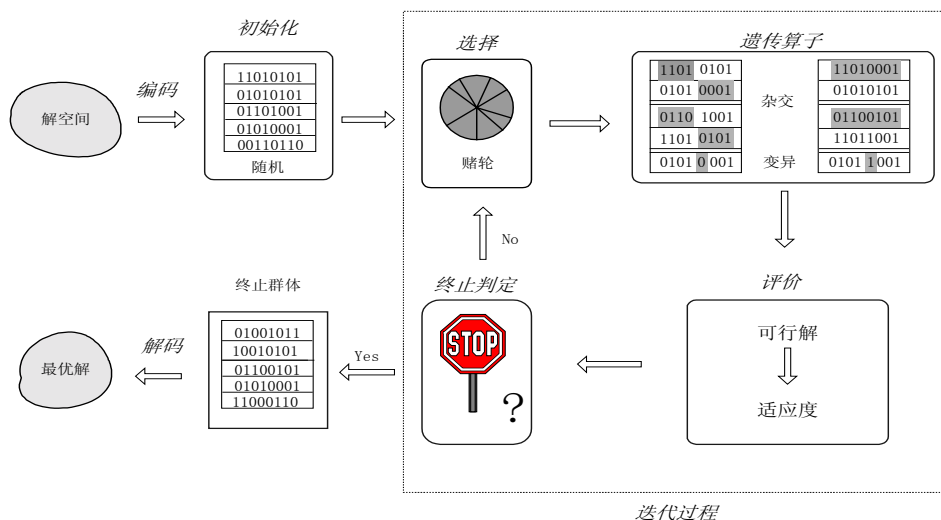 初始化
选择
遗传算子
编码
解空间
11010101
01010101
01101001
01010001
00110110
随机
赌轮
1101 0101
0101 0001
0110 1001
1101 0101
0101 0 001
杂交
变异
11010001
01010101
01100101
11011001
0101 1 001
No
终止群体
终止判定
评价
解码
最优解
01001011
10010101
01100101
01010001
11000110
Yes
STOP
?
可行解
适应度
迭代过程